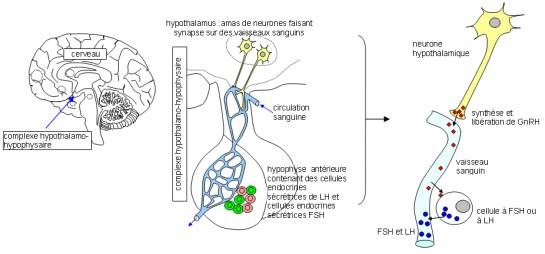 cerveau
complexe hypothalamo-
hypophysaire
hypothalamus : amas de neurones faisant
synapse sur des vaisseaux sanguins
complexe hypothalamo-hypophysaire
circulation
sanguine
hypophyse antérieure
contenant des cellules
endocrines
sécrétrices de LH et
cellules endocrines
sécrétrices FSH
neurone
hypothalamique
synthèse et
libération de GnRH
vaisseau
sanguin
cellule à FSH ou
à LH
FSH et LH